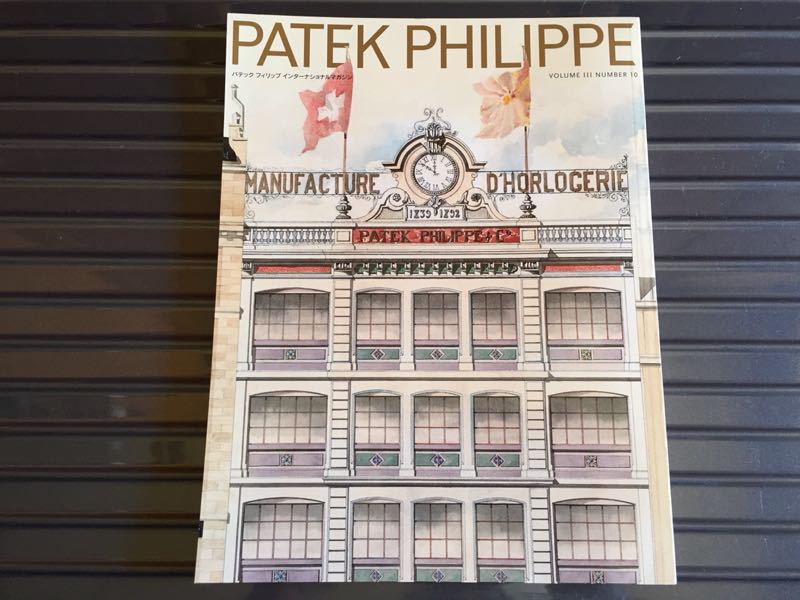 PATEK PHILIPPE
パテック フィリップ インターナショナルマガジン
VOLUME III NUMBER 10
MANUFACTURE D'HORLOGERIE
1839 1892
PATEK PHILIPPE & Cº